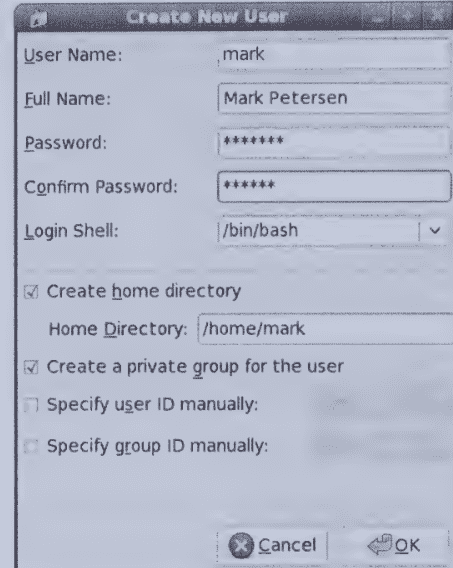 Create New User
User Name: mark
Full Name: Mark Petersen
Password: *******
Confirm Password: ******
Login Shell: /bin/bash
Create home directory
Home Directory: /home/mark
Create a private group for the user
Specify user ID manually:
Specify group ID manually:
Cancel OK